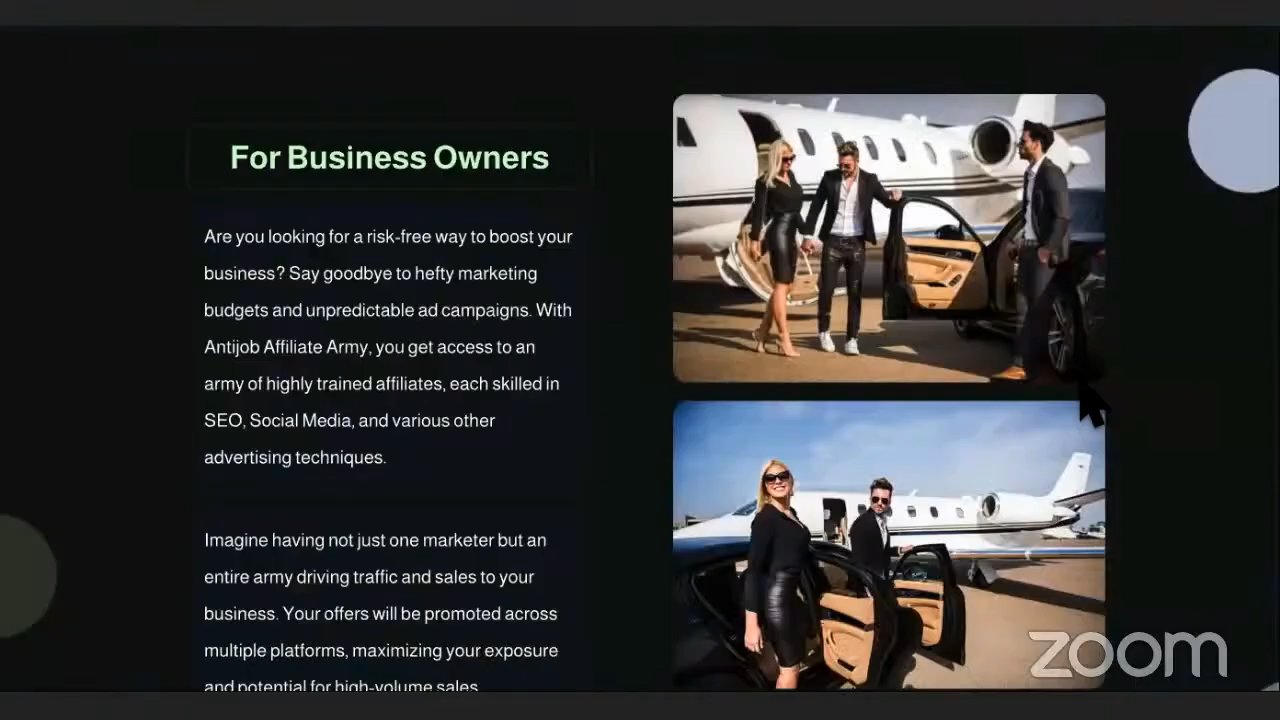 For Business Owners
Are you looking for a risk-free way to boost your
business? Say goodbye to hefty marketing
budgets and unpredictable ad campaigns. With
Antijob Affiliate Army, you get access to an
army of highly trained affiliates, each skilled in
SEO, Social Media, and various other
advertising techniques.
Imagine having not just one marketer but an
entire army driving traffic and sales to your
business. Your offers will be promoted across
multiple platforms, maximizing your exposure
and potential for high-volume sales
zoom